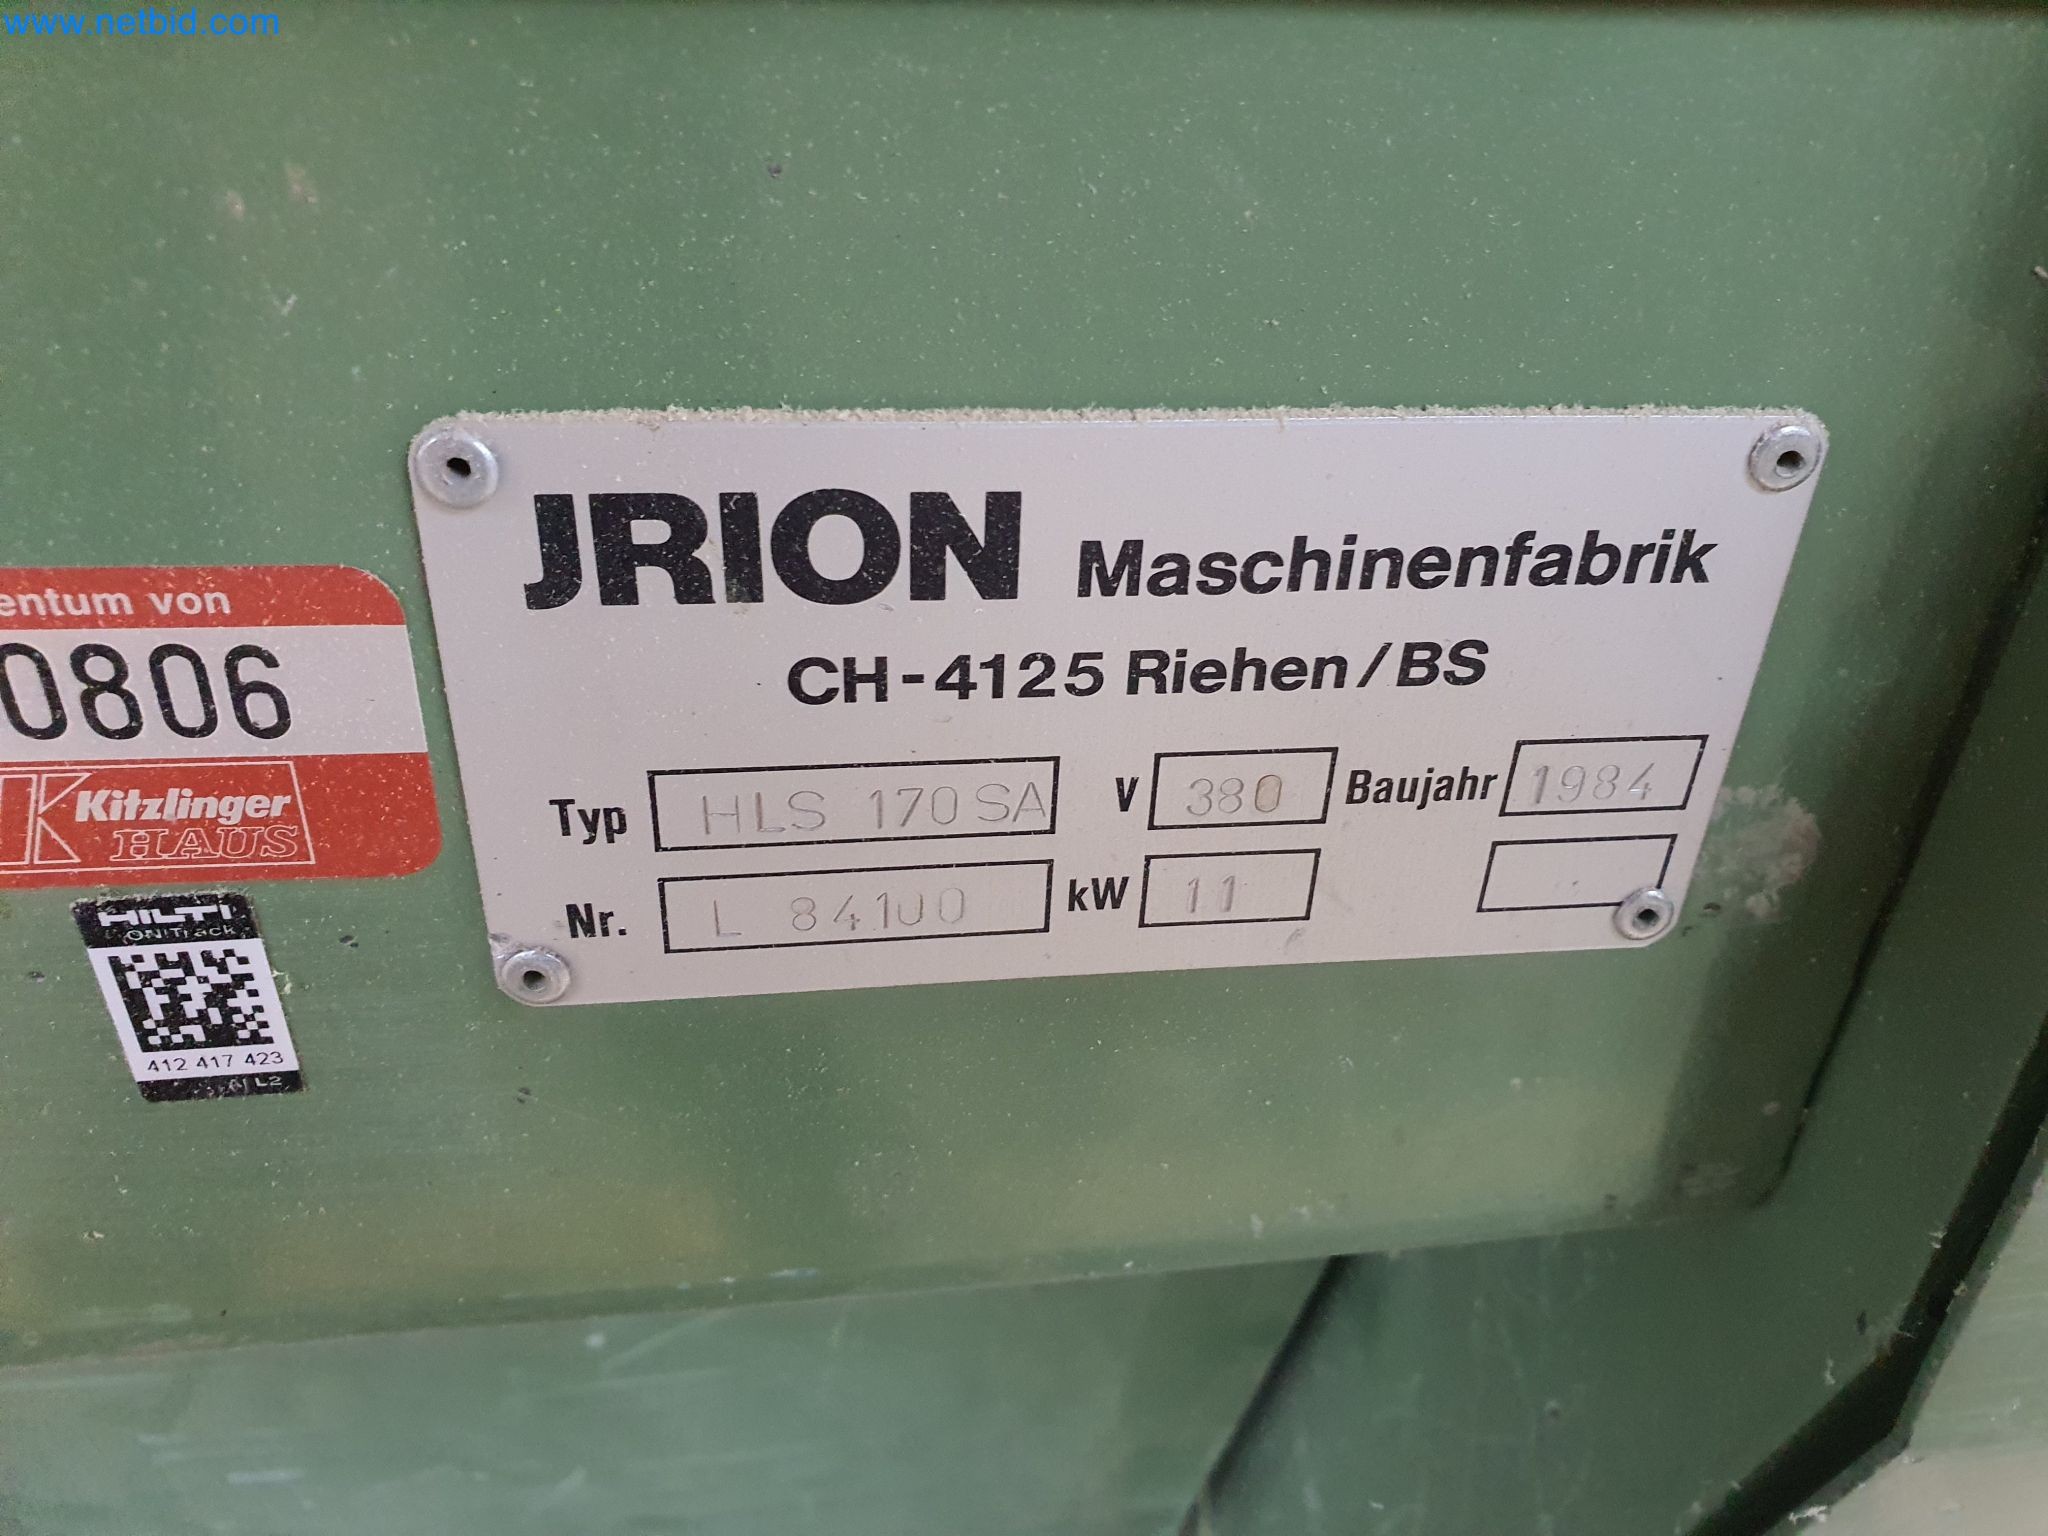 www.netbid.com
JRION Maschinenfabrik
CH-4125 Riehen/BS
Typ HLS 170 SA V 380 Baujahr 1984
Nr. L 84100 kW 11
entum von
0806
K Kitzlinger
HAUS
HILTI
ON!Track
412 417 423
L2